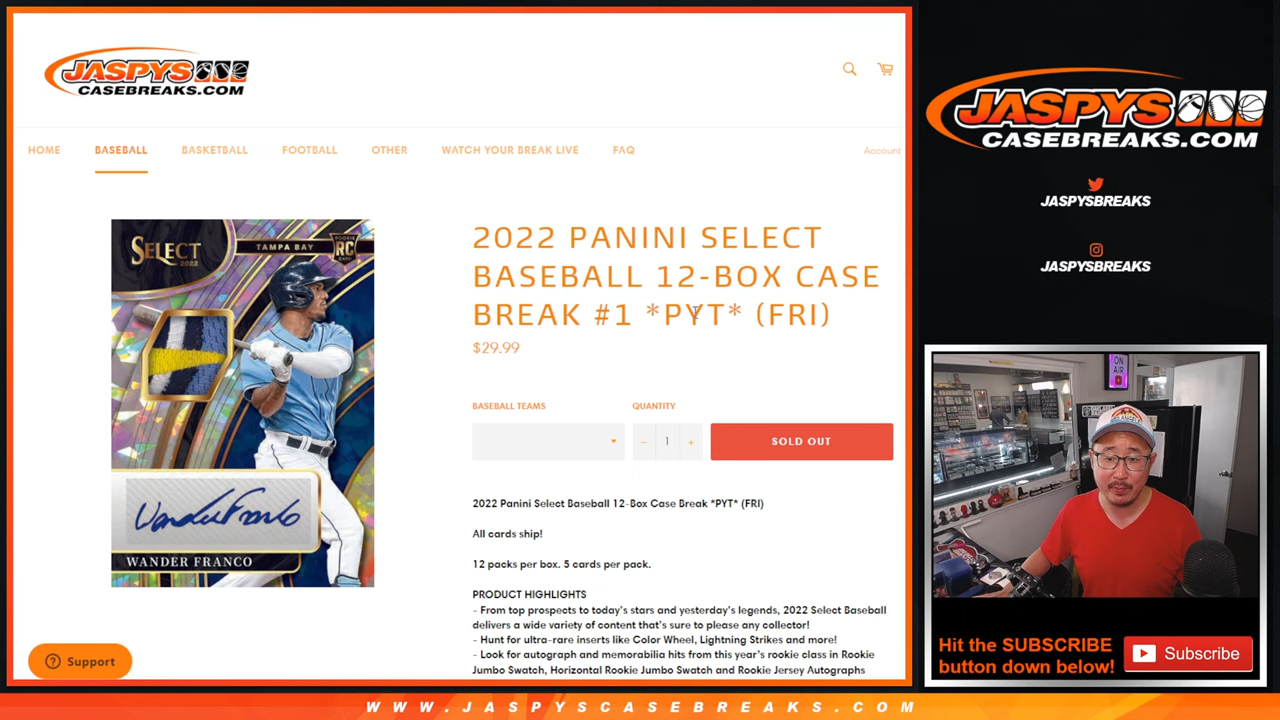 JASPYS
CASEBREAKS.COM
HOME
BASEBALL
BASKETBALL
FOOTBALL
OTHER
WATCH YOUR BREAK LIVE
FAQ
Account
SELECT
2022
TAMPA BAY
RC
Wander Franco
WANDER FRANCO
2022 PANINI SELECT
BASEBALL 12-BOX CASE
BREAK #1 *PYT* (FRI)
$29.99
BASEBALL TEAMS
QUANTITY
− 1 +
SOLD OUT
2022 Panini Select Baseball 12-Box Case Break *PYT* (FRI)
All cards ship!
12 packs per box. 5 cards per pack.
PRODUCT HIGHLIGHTS
- From top prospects to today's stars and yesterday's legends, 2022 Select Baseball
delivers a wide variety of content that's sure to please any collector!
- Hunt for ultra-rare inserts like Color Wheel, Lightning Strikes and more!
- Look for autograph and memorabilia hits from this year's rookie class in Rookie
Jumbo Swatch, Horizontal Rookie Jumbo Swatch and Rookie Jersey Autographs
Support
JASPYS
CASEBREAKS.COM
JASPYSBREAKS
JASPYSBREAKS
ON
AIR
Hit the SUBSCRIBE
button down below!
Subscribe
WWW.JASPYSCASEBREAKS.COM